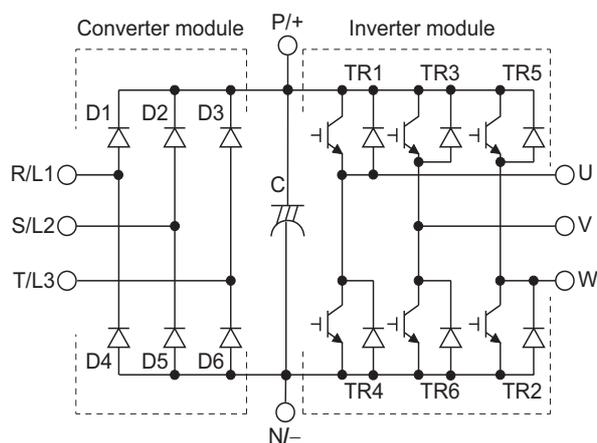 Converter module
P/+
Inverter module
TR1
TR3
TR5
D1
D2
D3
R/L1
U
C
S/L2
V
T/L3
W
D4
D5
D6
TR4
TR6
TR2
N/−